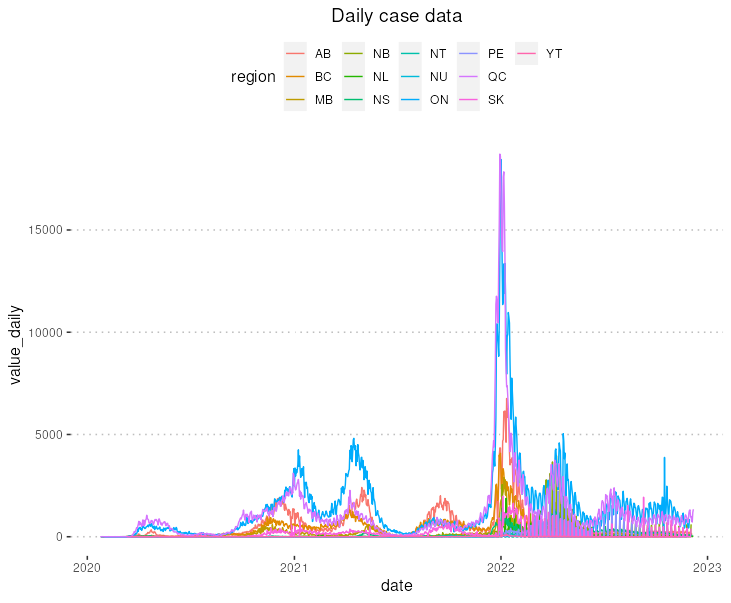 Daily case data
AB NB NT PE YT
region BC NL NU QC
MB NS ON SK
15000
10000
5000
0
value_daily
2020 2021 2022 2023
date